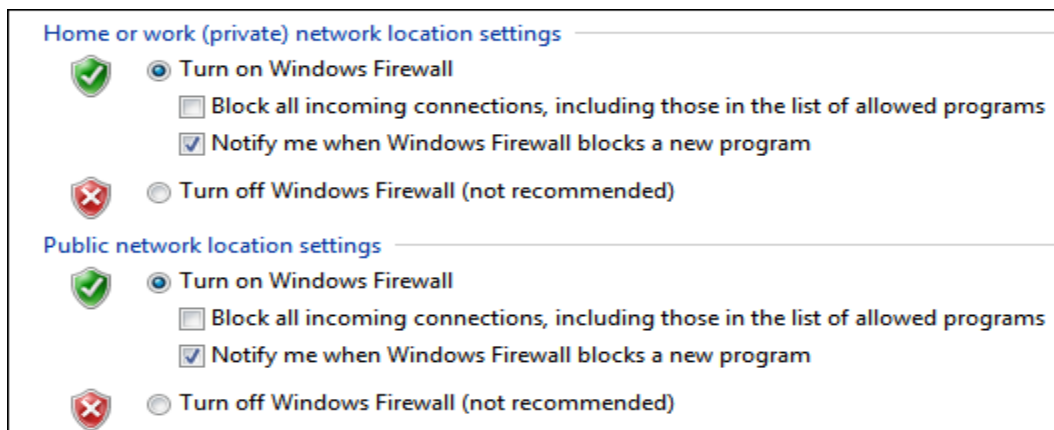 Home or work (private) network location settings
Turn on Windows Firewall
Block all incoming connections, including those in the list of allowed programs
Notify me when Windows Firewall blocks a new program
Turn off Windows Firewall (not recommended)
Public network location settings
Turn on Windows Firewall
Block all incoming connections, including those in the list of allowed programs
Notify me when Windows Firewall blocks a new program
Turn off Windows Firewall (not recommended)